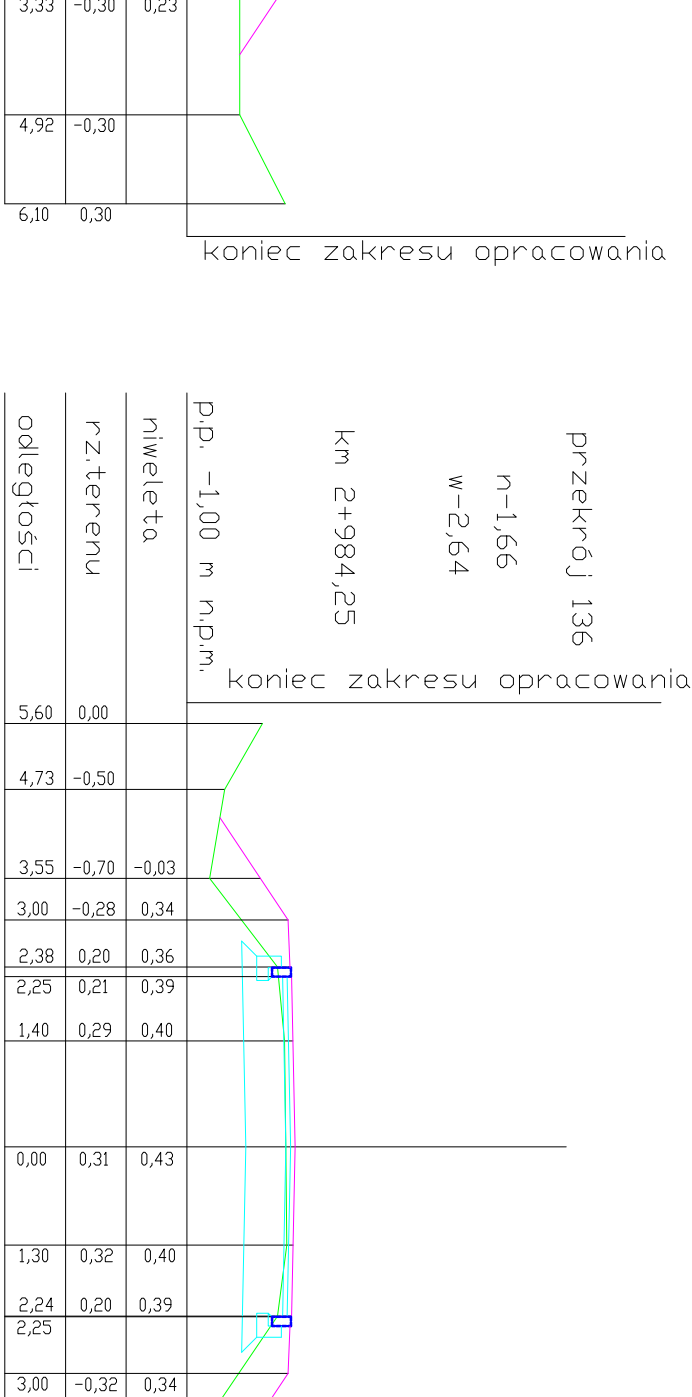 3,33 -0,30 0,23
4,92 -0,30
6,10 0,30
koniec zakresu opracowania
przekrój 136
n-1,66
w-2,64
km 2+984,25
p.p. -1,00 m n.p.m.
niweleta
rz.terenu
odległości
koniec zakresu opracowania
5,60 0,00
4,73 -0,50
3,55 -0,70 -0,03
3,00 -0,28 0,34
2,38 0,20 0,36
2,25 0,21 0,39
1,40 0,29 0,40
0,00 0,31 0,43
1,30 0,32 0,40
2,24 0,20 0,39
2,25
3,00 -0,32 0,34